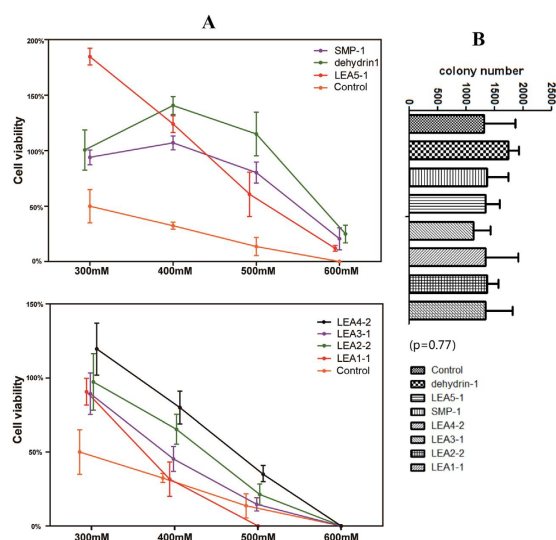 A
200%
150%
100%
50%
0%
Cell viability
300mM 400mM 500mM 600mM
SMP-1
dehydrin1
LEA5-1
Control
150%
100%
50%
0%
Cell viability
300mM 400mM 500mM 600mM
LEA4-2
LEA3-1
LEA2-2
LEA1-1
Control
B
colony number
0 500 1000 1500 2000 2500
(p=0.77)
Control
dehydrin-1
LEA5-1
SMP-1
LEA4-2
LEA3-1
LEA2-2
LEA1-1